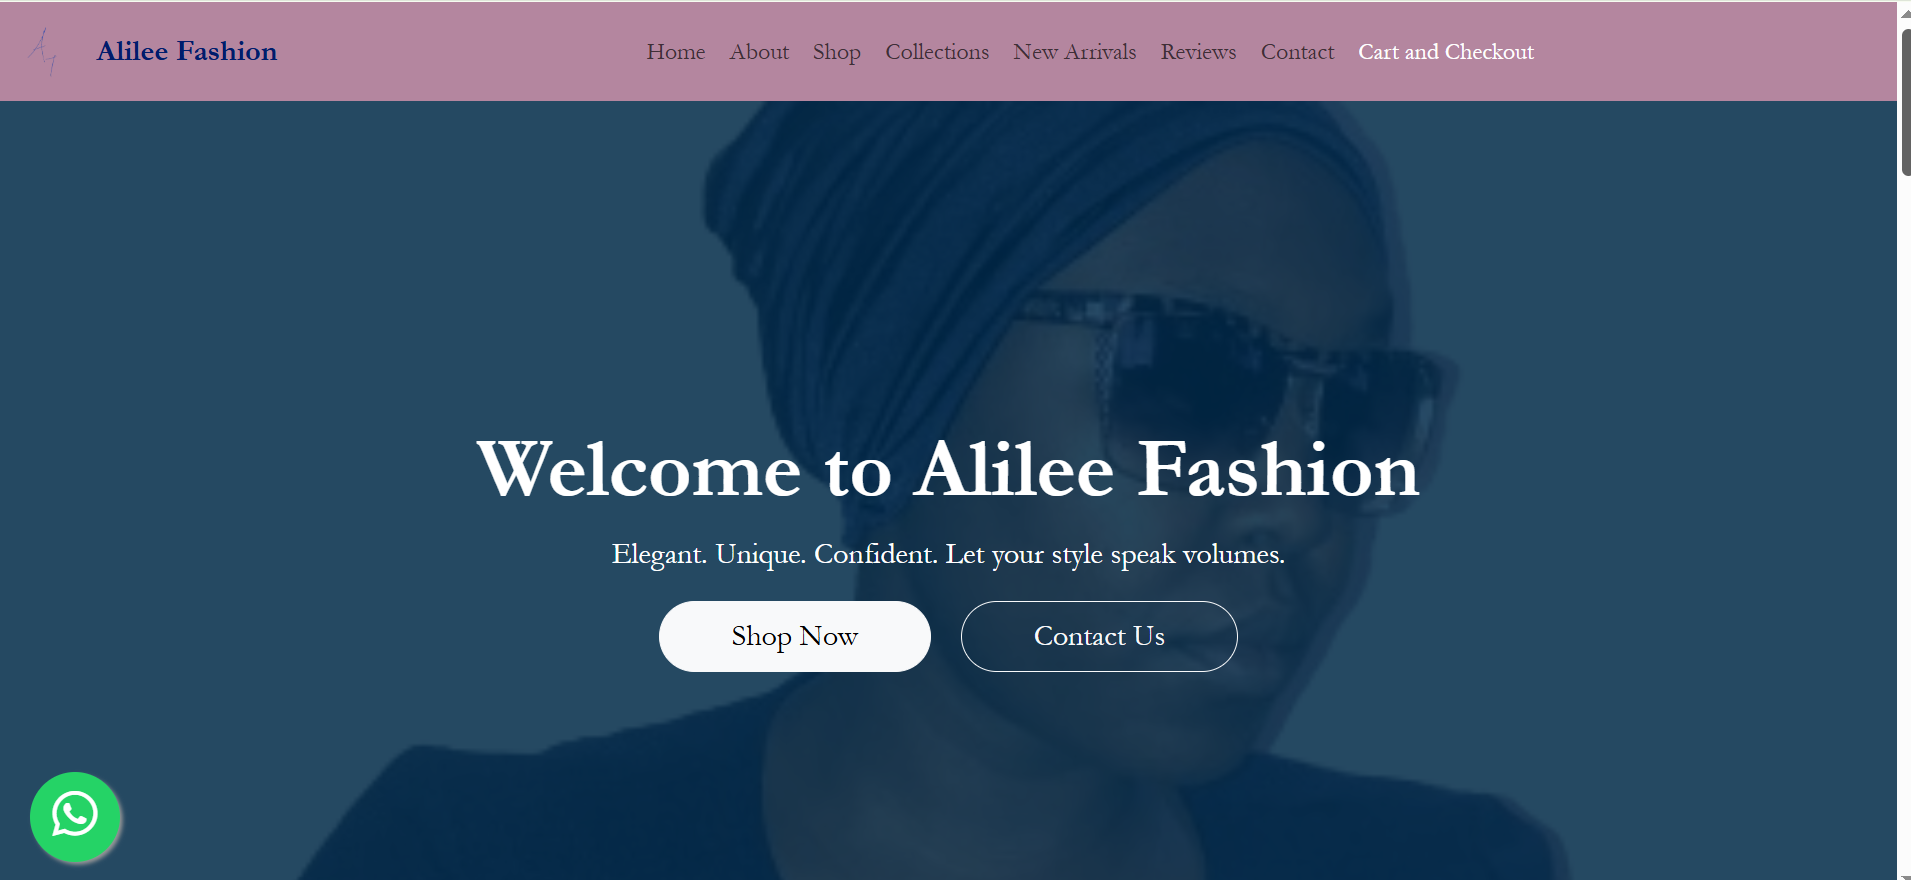 Alilee Fashion
Home About Shop Collections New Arrivals Reviews Contact Cart and Checkout
Welcome to Alilee Fashion
Elegant. Unique. Confident. Let your style speak volumes.
Shop Now Contact Us